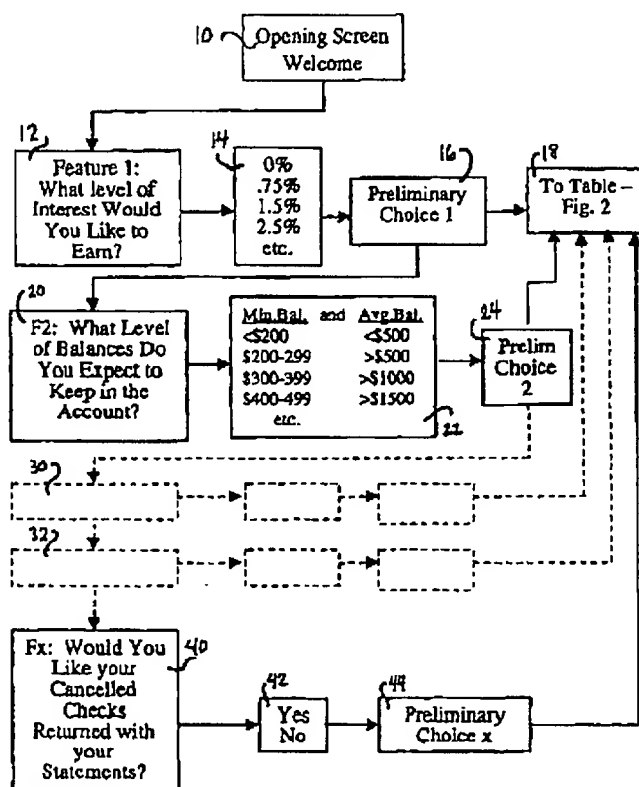 10
Opening Screen
Welcome
12
Feature 1:
What level of
Interest Would
You Like to
Earn?
14
0%
.75%
1.5%
2.5%
etc.
16
Preliminary
Choice 1
18
To Table –
Fig. 2
20
F2: What Level
of Balances Do
You Expect to
Keep in the
Account?
Min.Bal. and Avg.Bal.
<$200 <$500
$200-299 >$500
$300-399 >$1000
$400-499 >$1500
etc.
22
24
Prelim
Choice
2
30
32
Fx: Would You
Like your
Cancelled
Checks
Returned with
your
Statements?
40
42
Yes
No
44
Preliminary
Choice x